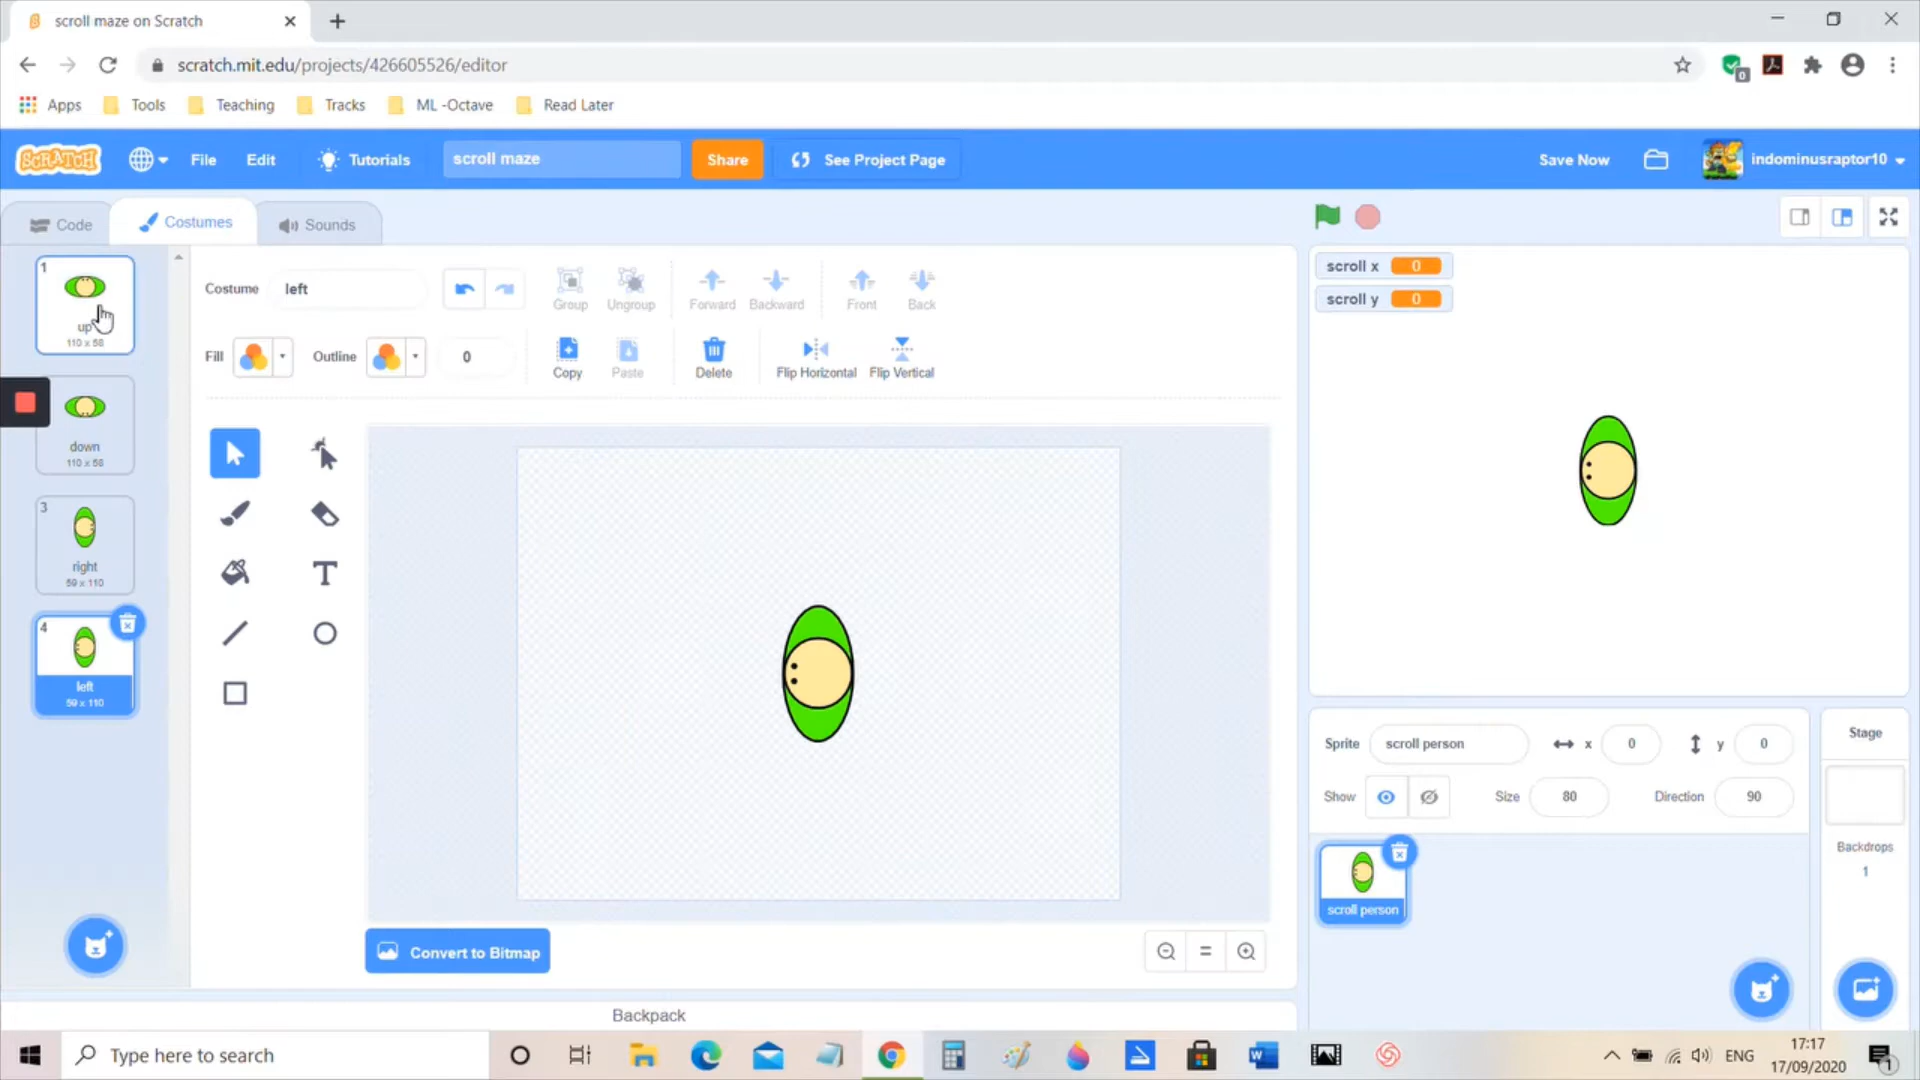 scroll maze on Scratch
scratch.mit.edu/projects/426605526/editor
Apps Tools Teaching Tracks ML -Octave Read Later
SCRATCH File Edit Tutorials scroll maze Share See Project Page Save Now indominusraptor10
Code Costumes Sounds
1
up
110 x 58
down
110 x 58
3
right
59 x 110
4
left
59 x 110
Costume left Group Ungroup Forward Backward Front Back
Fill Outline 0 Copy Paste Delete Flip Horizontal Flip Vertical
T
Convert to Bitmap
Backpack
scroll x 0
scroll y 0
Sprite scroll person x 0 y 0
Show Size 80 Direction 90
scroll person
Stage
Backdrops
1
Type here to search
ENG
17:17
17/09/2020
1
0